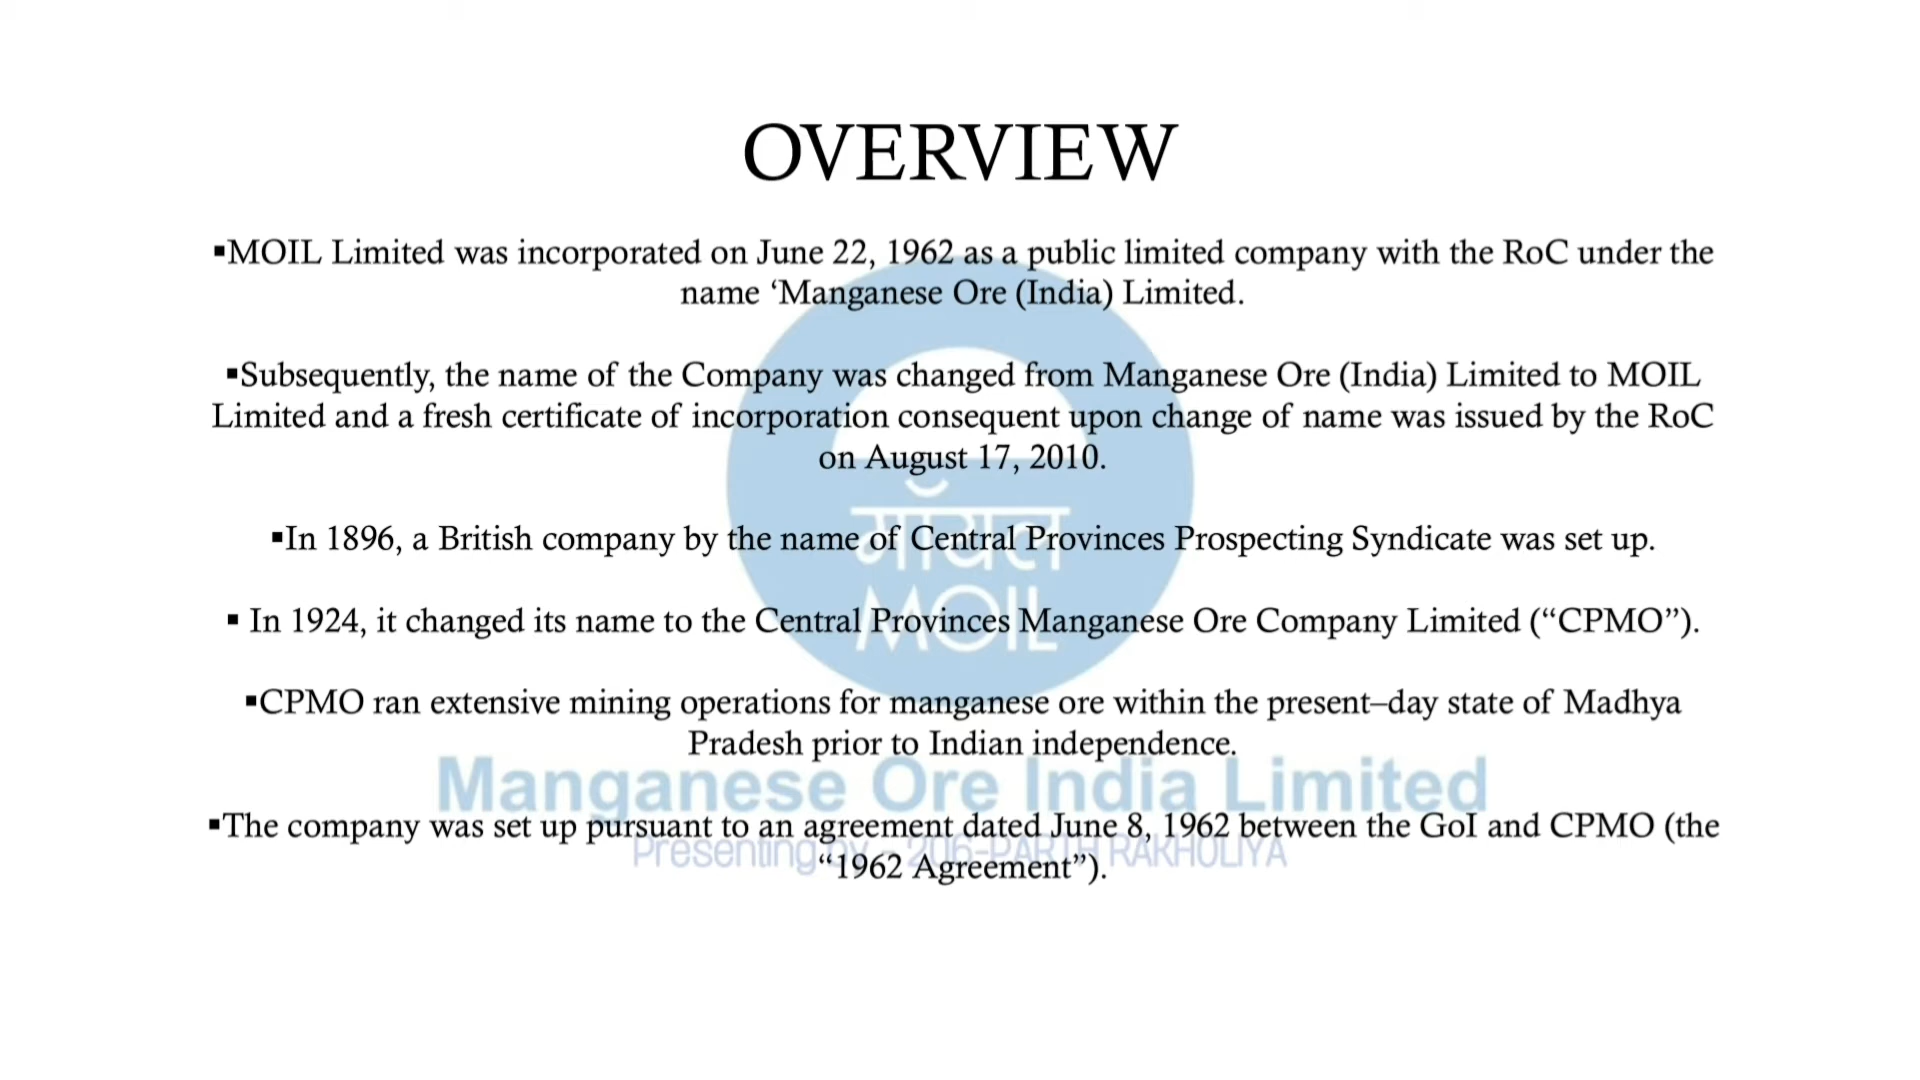 OVERVIEW
▪MOIL Limited was incorporated on June 22, 1962 as a public limited company with the RoC under the
name ‘Manganese Ore (India) Limited.
▪Subsequently, the name of the Company was changed from Manganese Ore (India) Limited to MOIL
Limited and a fresh certificate of incorporation consequent upon change of name was issued by the RoC
on August 17, 2010.
▪In 1896, a British company by the name of Central Provinces Prospecting Syndicate was set up.
मॉयल
▪ In 1924, it changed its name to the Central Provinces Manganese Ore Company Limited (“CPMO”).
MOIL
▪CPMO ran extensive mining operations for manganese ore within the present–day state of Madhya
Pradesh prior to Indian independence.
Manganese Ore India Limited
▪The company was set up pursuant to an agreement dated June 8, 1962 between the GoI and CPMO (the
Presenting by - 206-PARTH RAKHOLIYA
“1962 Agreement”).